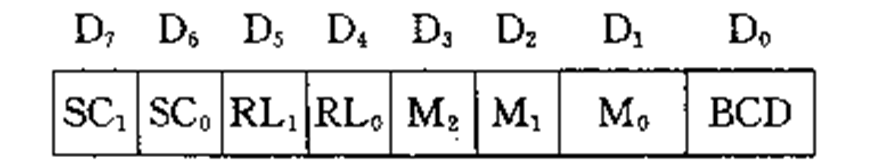 D₇ D₆ D₅ D₄ D₃ D₂ D₁ D₀
SC₁ SC₀ RL₁ RL₀ M₂ M₁ M₀ BCD